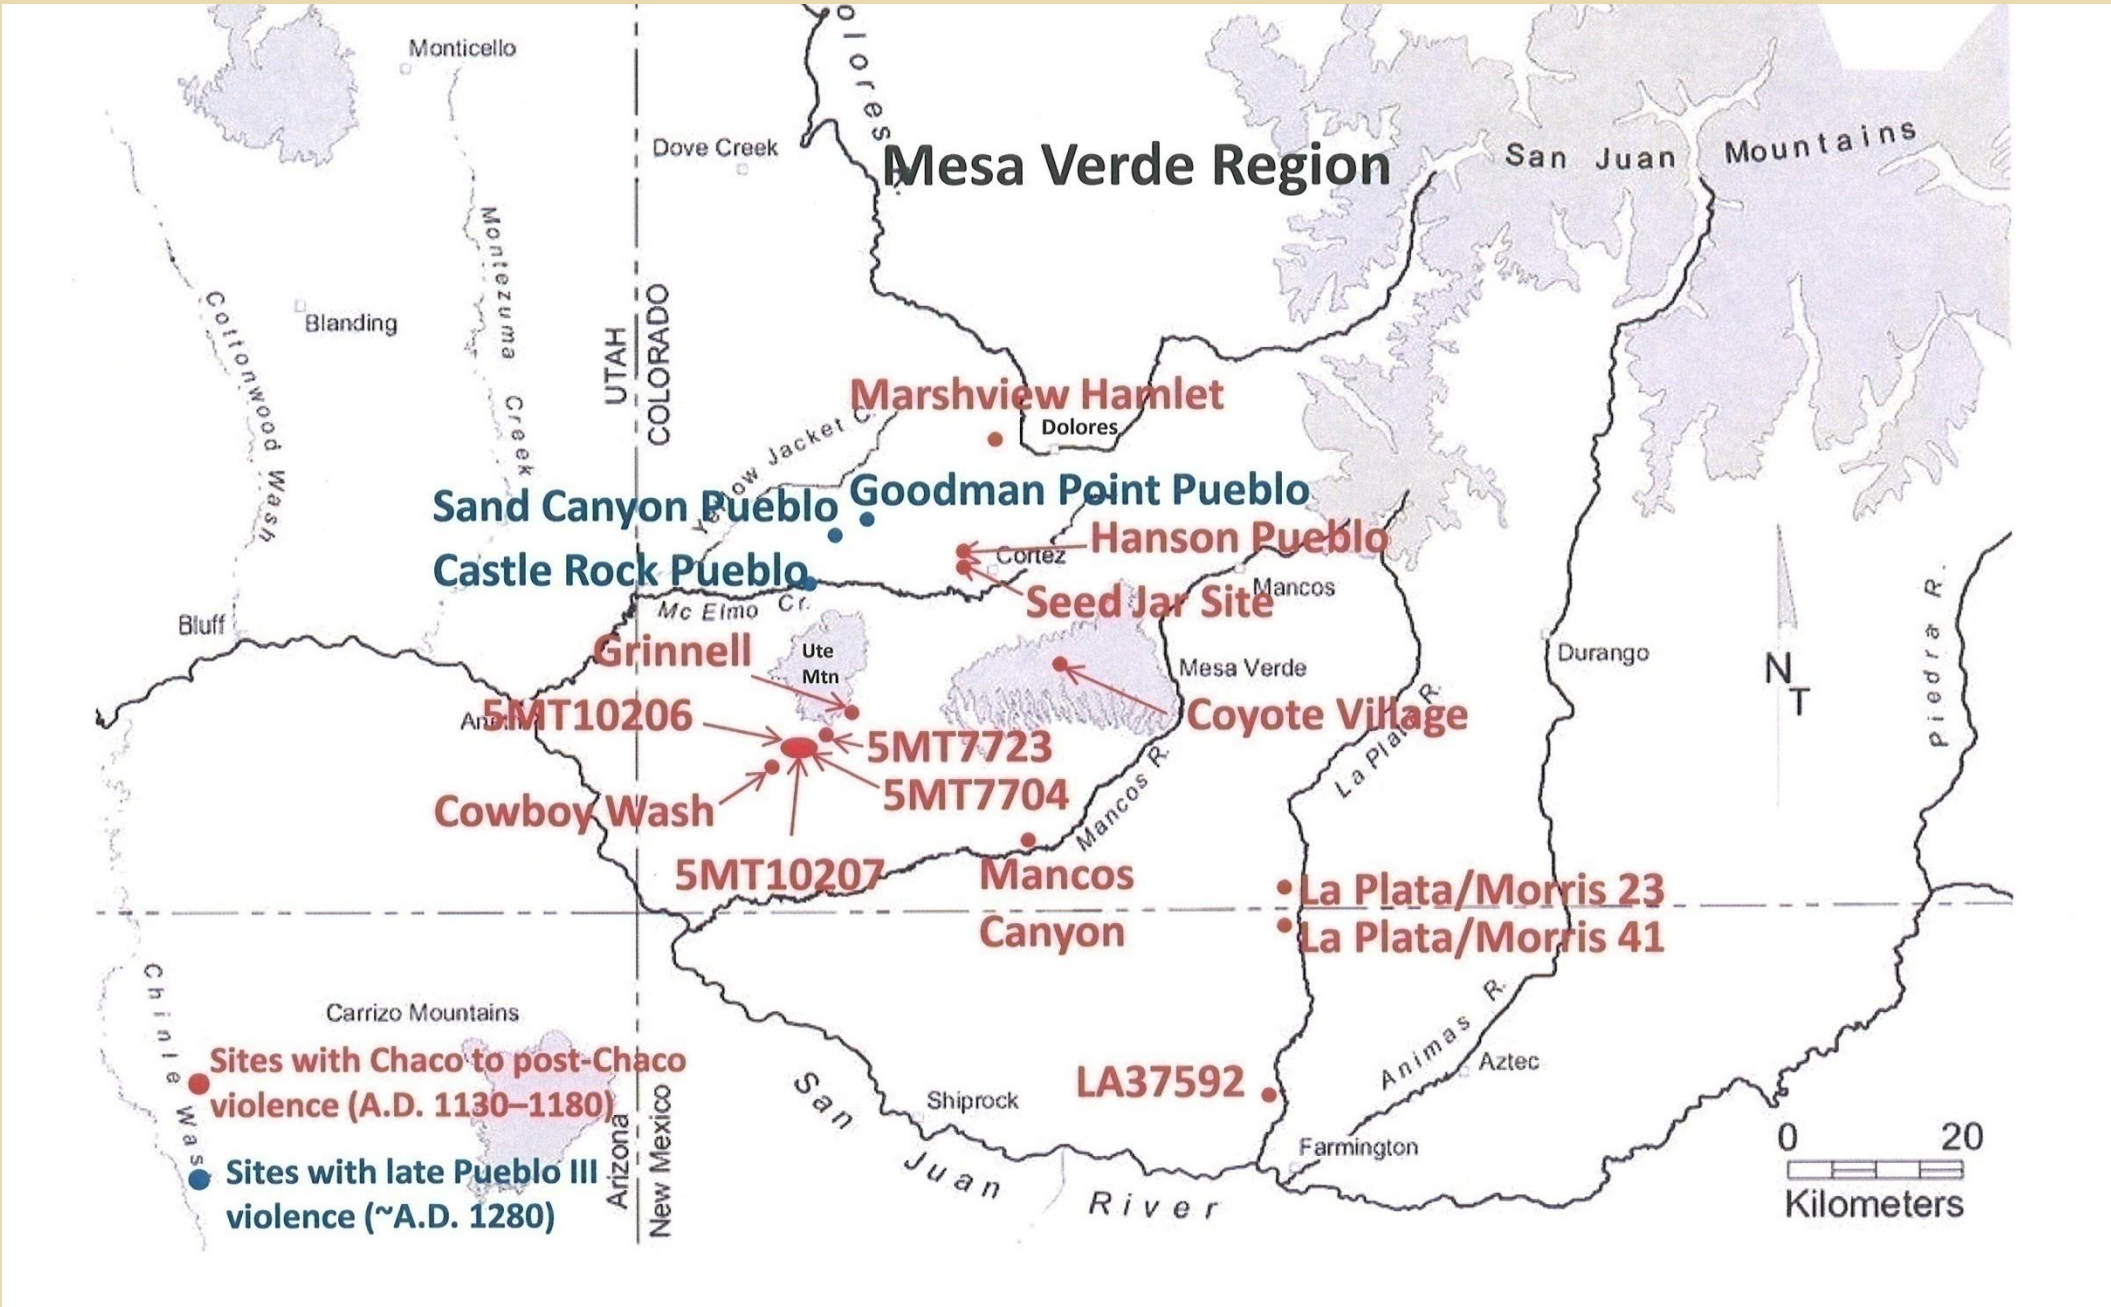 Monticello
olores R.
Dove Creek
Mesa Verde Region
San Juan Mountains
Montezuma Creek
Cottonwood Wash
Blanding
UTAH
COLORADO
Marshview Hamlet
Dolores
Yellow Jacket C.
Goodman Point Pueblo
Sand Canyon Pueblo
Hanson Pueblo
Cortez
Castle Rock Pueblo
Mancos
Seed Jar Site
Mc Elmo Cr.
Bluff
Piedra R.
Grinnell
Ute
Mtn
Mesa Verde
Durango
N
T
5MT10206
Coyote Village
La Plata R.
5MT7723
5MT7704
Cowboy Wash
Mancos R.
5MT10207
Mancos
Canyon
La Plata/Morris 23
La Plata/Morris 41
Chinle Was
Carrizo Mountains
Animas R.
Sites with Chaco to post-Chaco
violence (A.D. 1130–1180)
Aztec
LA37592
Shiprock
San Juan River
Arizona
New Mexico
Farmington
Sites with late Pueblo III
violence (~A.D. 1280)
0 20
Kilometers